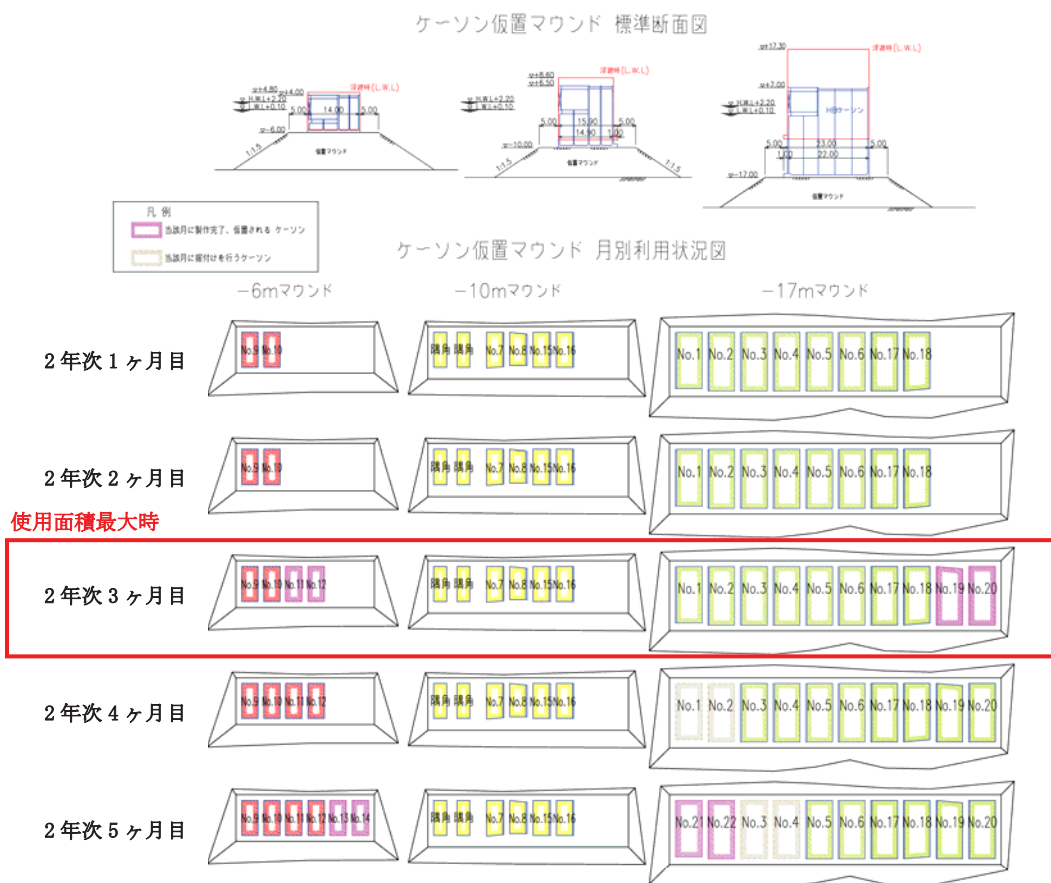 ケーソン仮置マウンド 標準断面図
浮遊時(L.W.L)
▽+4.80 ▽+4.00
H.W.L+2.20
L.W.L+0.10
5.00 14.00 5.00
▽-6.00
1:1.5
仮置マウンド
浮遊時(L.W.L)
▽+8.60
▽+6.50
H.W.L+2.20
L.W.L+0.10
5.00 15.90 5.00
14.90 1.00
▽-10.00
1:1.5
仮置マウンド
1:1.5
▽+17.30
浮遊時(L.W.L)
▽+7.00
HBケーソン
H.W.L+2.20
L.W.L+0.10
5.00 23.00 5.00
1.00 22.00
▽-17.00
仮置マウンド
凡 例
当該月に製作完了、仮置される ケーソン
当該月に据付けを行うケーソン
ケーソン仮置マウンド 月別利用状況図
-6mマウンド -10mマウンド -17mマウンド
2年次1ヶ月目
No.9 No.10
隅角 隅角 No.7 No.8 No.15 No.16
No.1 No.2 No.3 No.4 No.5 No.6 No.17 No.18
2年次2ヶ月目
No.9 No.10
隅角 隅角 No.7 No.8 No.15 No.16
No.1 No.2 No.3 No.4 No.5 No.6 No.17 No.18
使用面積最大時
2年次3ヶ月目
No.9 No.10 No.11 No.12
隅角 隅角 No.7 No.8 No.15 No.16
No.1 No.2 No.3 No.4 No.5 No.6 No.17 No.18 No.19 No.20
2年次4ヶ月目
No.9 No.10 No.11 No.12
隅角 隅角 No.7 No.8 No.15 No.16
No.1 No.2 No.3 No.4 No.5 No.6 No.17 No.18 No.19 No.20
2年次5ヶ月目
No.9 No.10 No.11 No.12 No.13 No.14
隅角 隅角 No.7 No.8 No.15 No.16
No.21 No.22 No.3 No.4 No.5 No.6 No.17 No.18 No.19 No.20